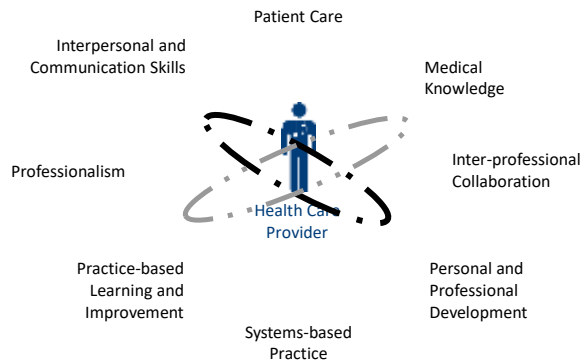 Patient Care
Interpersonal and
Communication Skills
Medical
Knowledge
Professionalism
Inter-professional
Collaboration
Health Care
Provider
Practice-based
Learning and
Improvement
Personal and
Professional
Development
Systems-based
Practice